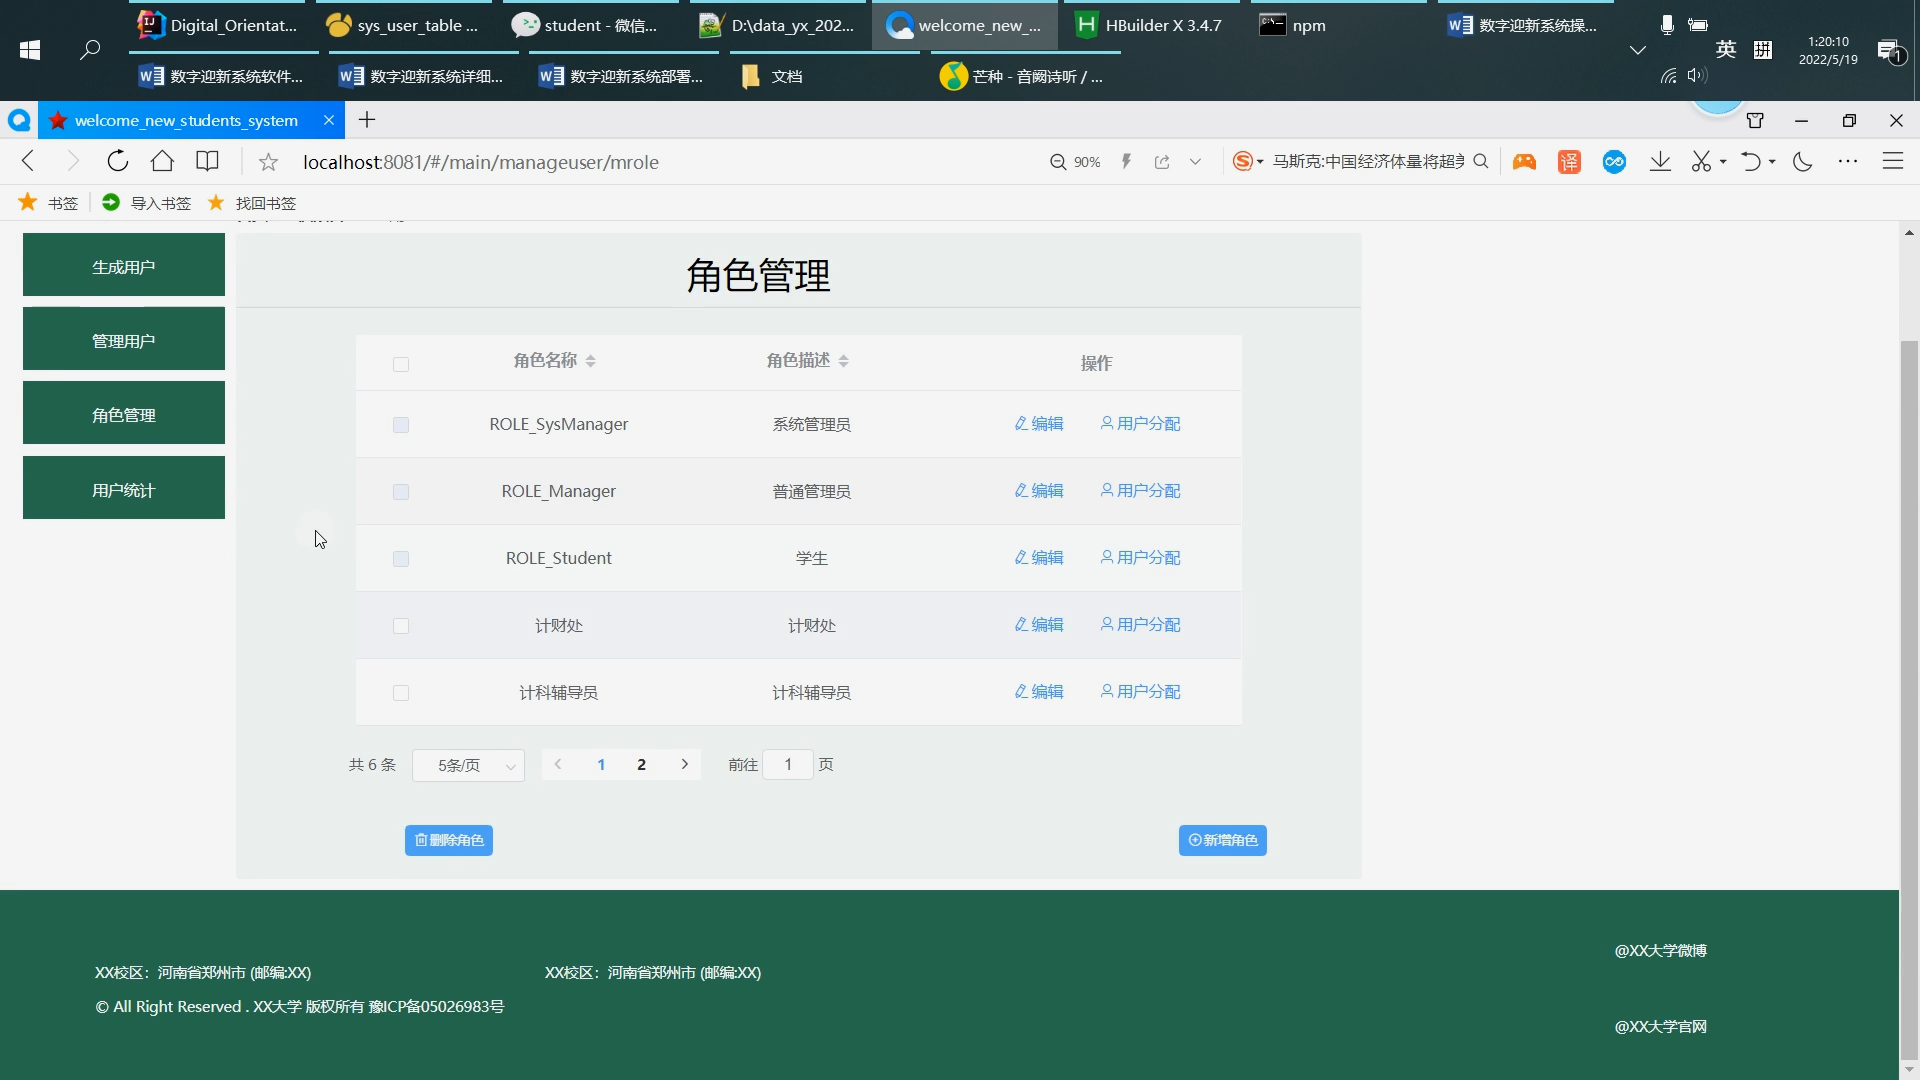 Digital_Orientat...
sys_user_table ...
student - 微信...
D:\data_yx_202...
welcome_new_...
HBuilder X 3.4.7
npm
数字迎新系统操...
英
拼
1:20:10
2022/5/19
1
数字迎新系统软件...
数字迎新系统详细...
数字迎新系统部署...
文档
芒种 - 音阙诗听 / ...
welcome_new_students_system
localhost:8081/#/main/manageuser/mrole
90%
马斯克:中国经济体量将超美
译
书签
导入书签
找回书签
生成用户
管理用户
角色管理
用户统计
角色管理
角色名称 角色描述 操作
ROLE_SysManager 系统管理员 编辑 用户分配
ROLE_Manager 普通管理员 编辑 用户分配
ROLE_Student 学生 编辑 用户分配
计财处 计财处 编辑 用户分配
计科辅导员 计科辅导员 编辑 用户分配
共 6 条 5条/页 1 2 前往 1 页
删除角色 新增角色
XX校区：河南省郑州市 (邮编:XX) XX校区：河南省郑州市 (邮编:XX)
© All Right Reserved . XX大学 版权所有 豫ICP备05026983号
@XX大学微博
@XX大学官网